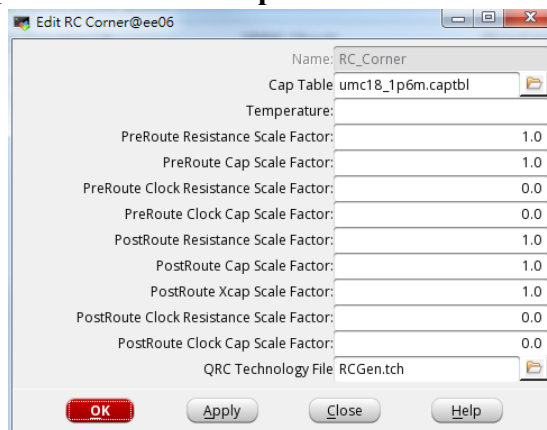 Edit RC Corner@ee06
Name: RC_Corner
Cap Table umc18_1p6m.captbl
Temperature:
PreRoute Resistance Scale Factor: 1.0
PreRoute Cap Scale Factor: 1.0
PreRoute Clock Resistance Scale Factor: 0.0
PreRoute Clock Cap Scale Factor: 0.0
PostRoute Resistance Scale Factor: 1.0
PostRoute Cap Scale Factor: 1.0
PostRoute Xcap Scale Factor: 1.0
PostRoute Clock Resistance Scale Factor: 0.0
PostRoute Clock Cap Scale Factor: 0.0
QRC Technology File RCGen.tch
OK Apply Close Help